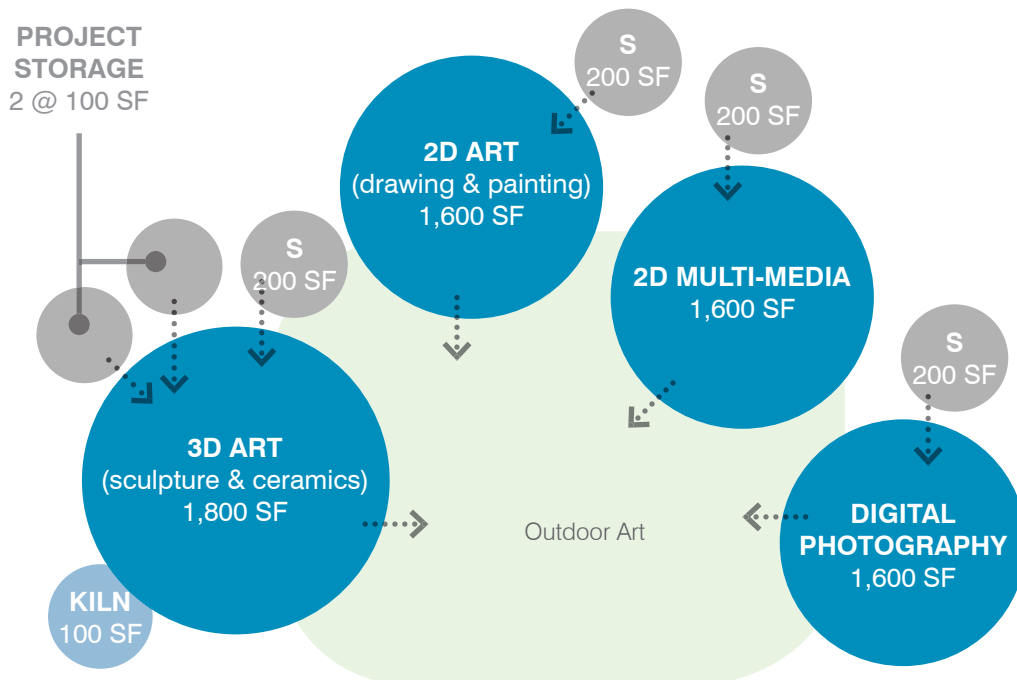 PROJECT
STORAGE
2 @ 100 SF
S
200 SF
S
200 SF
2D ART
(drawing & painting)
1,600 SF
S
200 SF
2D MULTI-MEDIA
1,600 SF
S
200 SF
3D ART
(sculpture & ceramics)
1,800 SF
Outdoor Art
DIGITAL
PHOTOGRAPHY
1,600 SF
KILN
100 SF